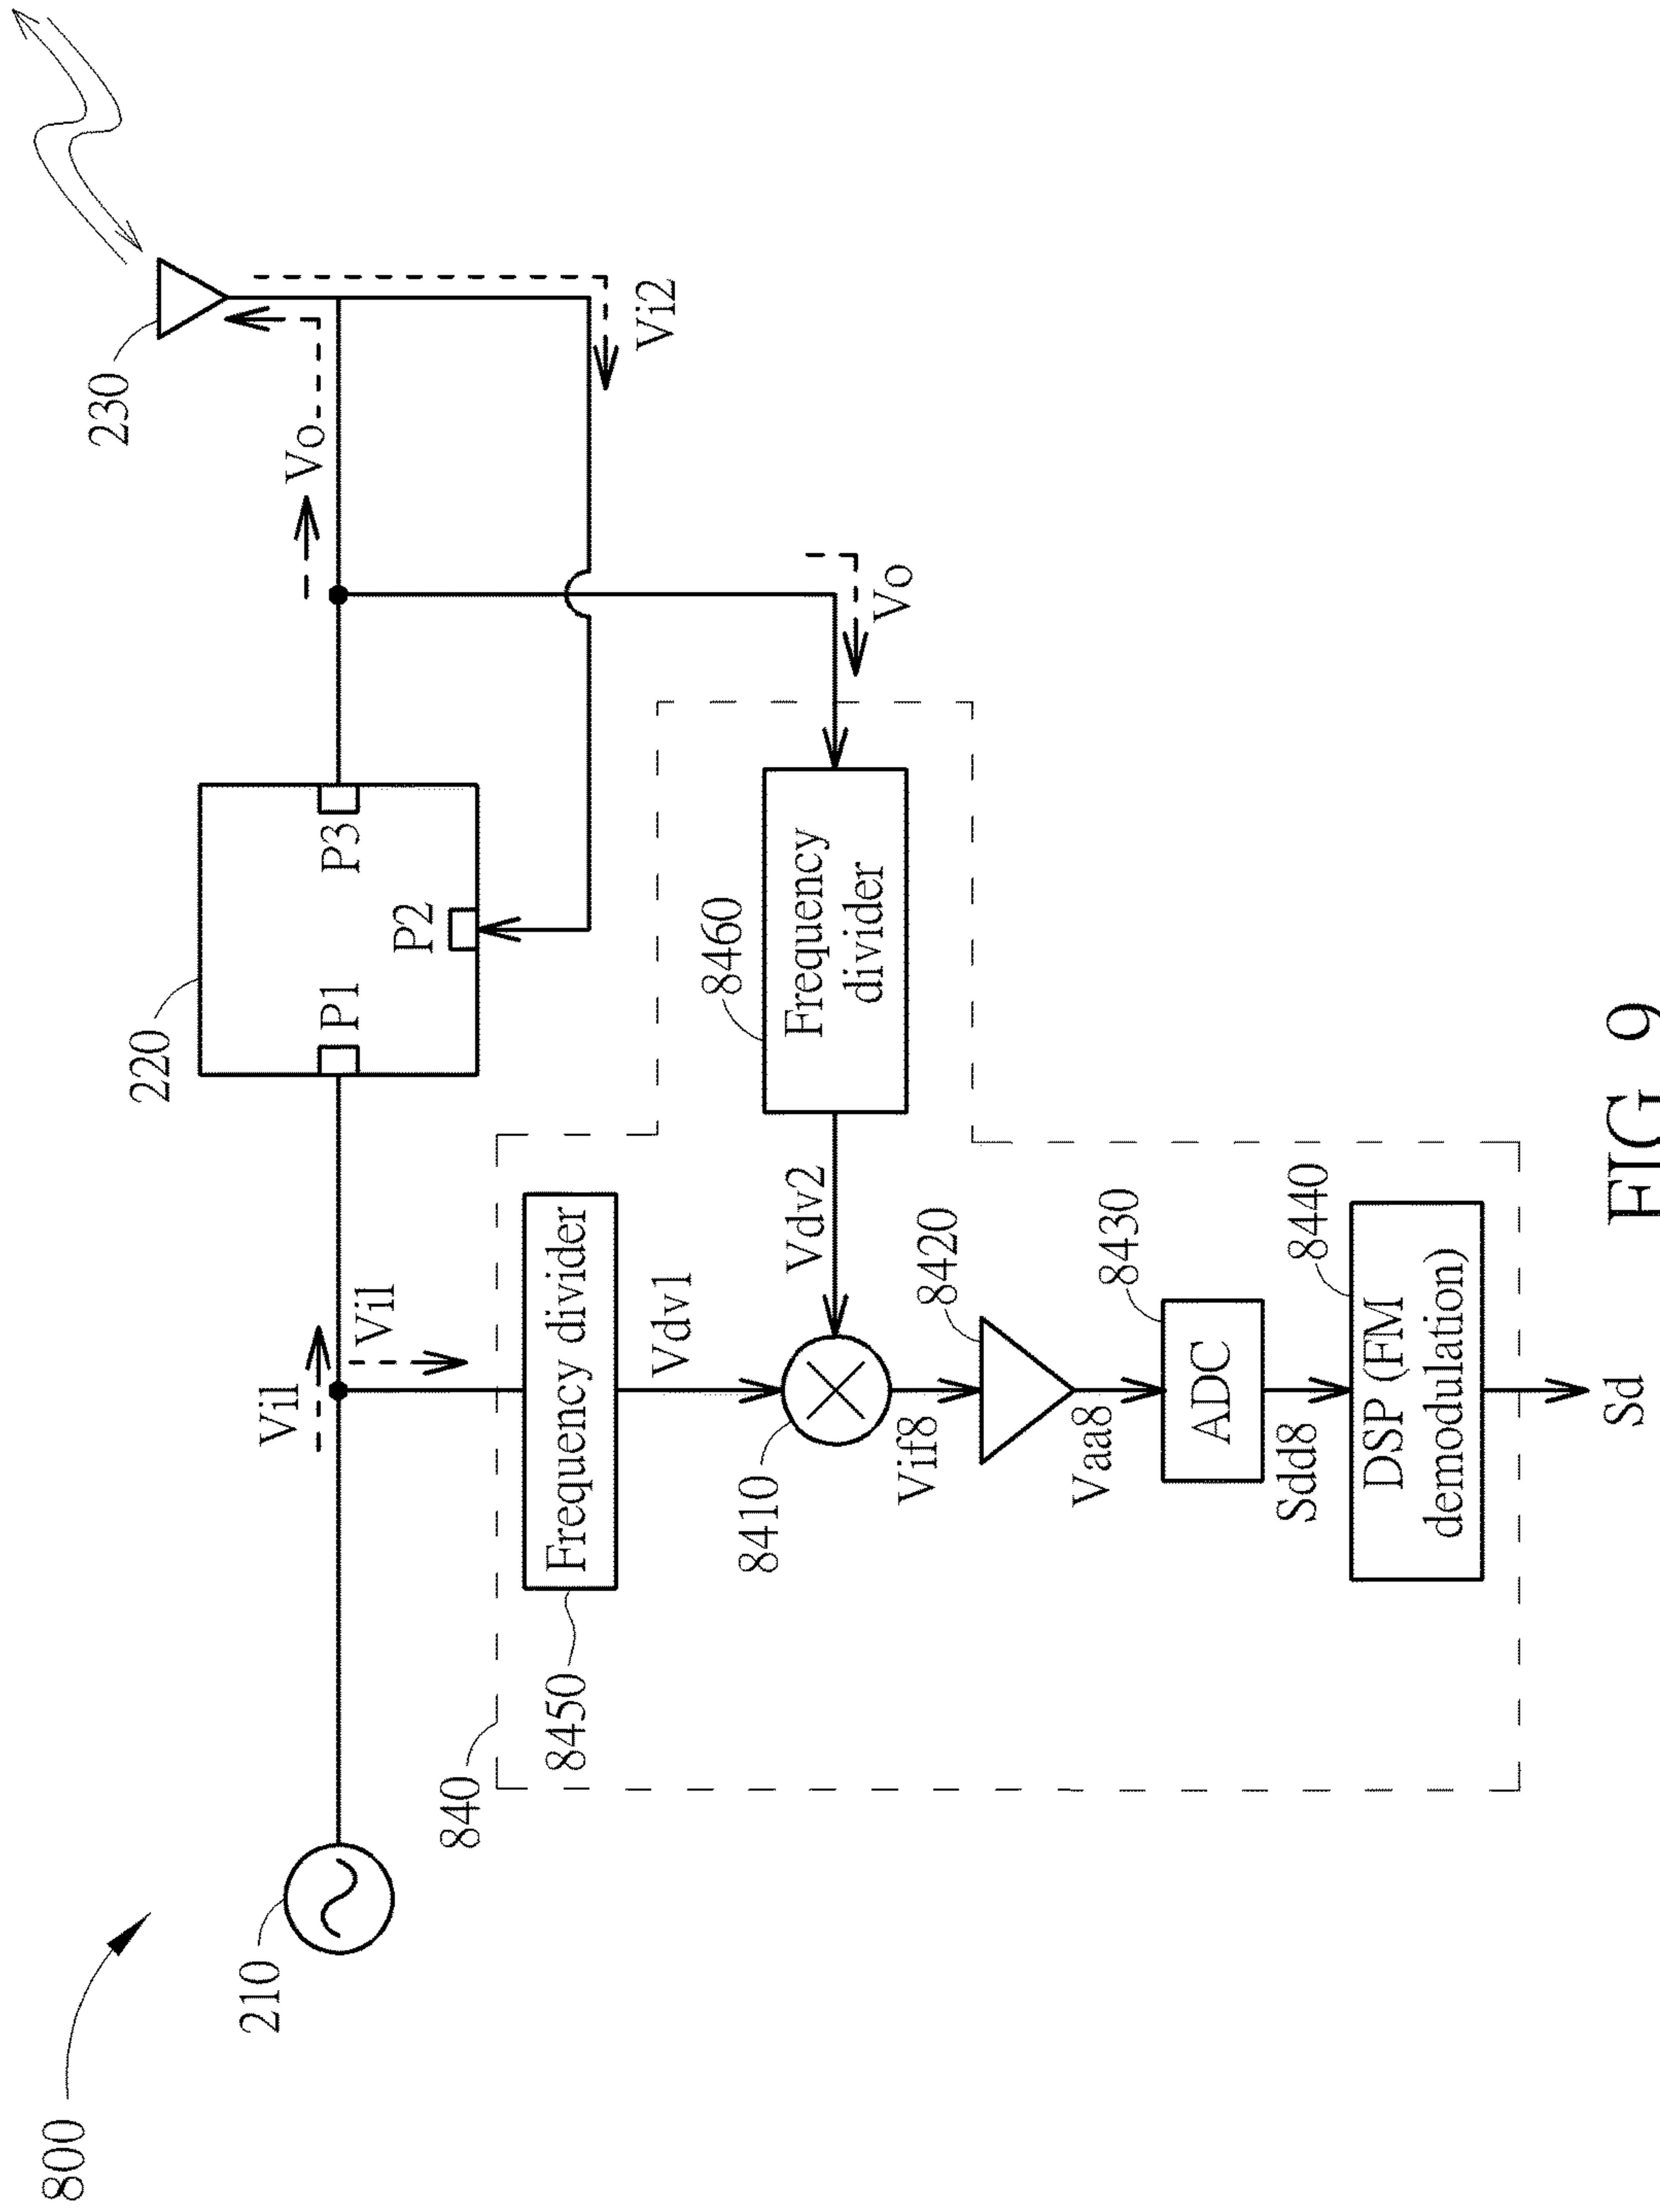 800
230
220
210
Vi1
Vo
P1
P3
Vi1
P2
840
8450
Frequency divider
Vi2
Vdv1
8460
8410
Vdv2
Frequency
divider
Vo
Vif8
8420
Vaa8
8430
ADC
Sdd8
8440
DSP (FM
demodulation)
Sd
FIG 9